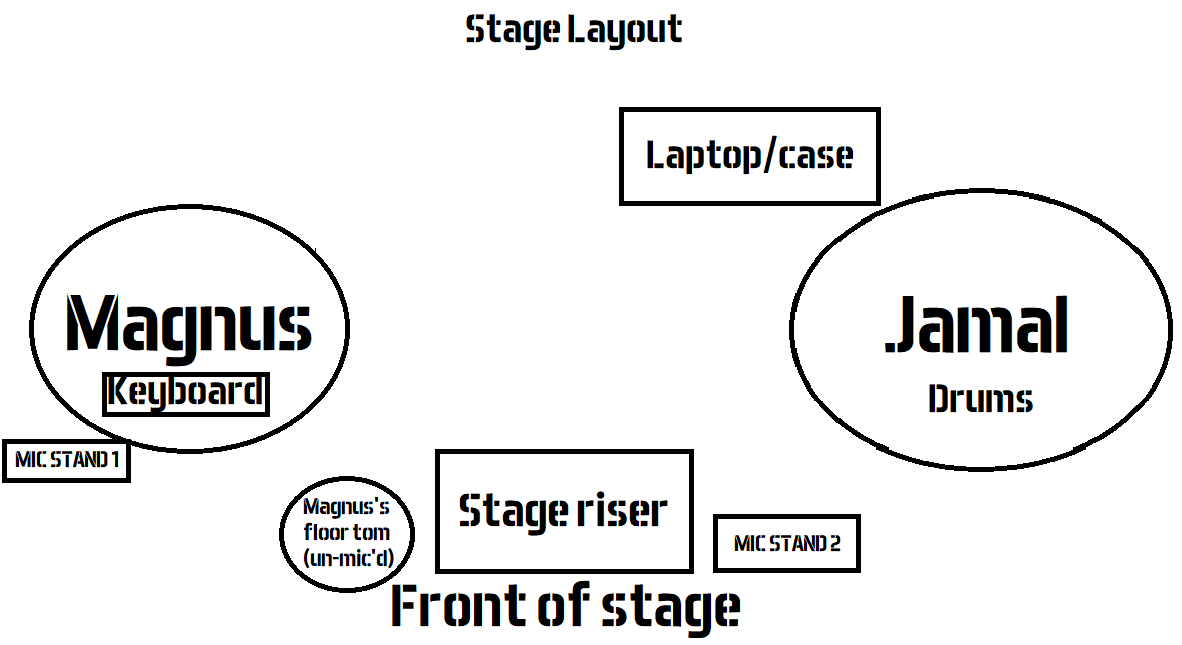 Stage Layout
Laptop/case
Magnus
Keyboard
Jamal
Drums
MIC STAND 1
Magnus's
floor tom
(un-mic'd)
Stage riser
MIC STAND 2
Front of stage